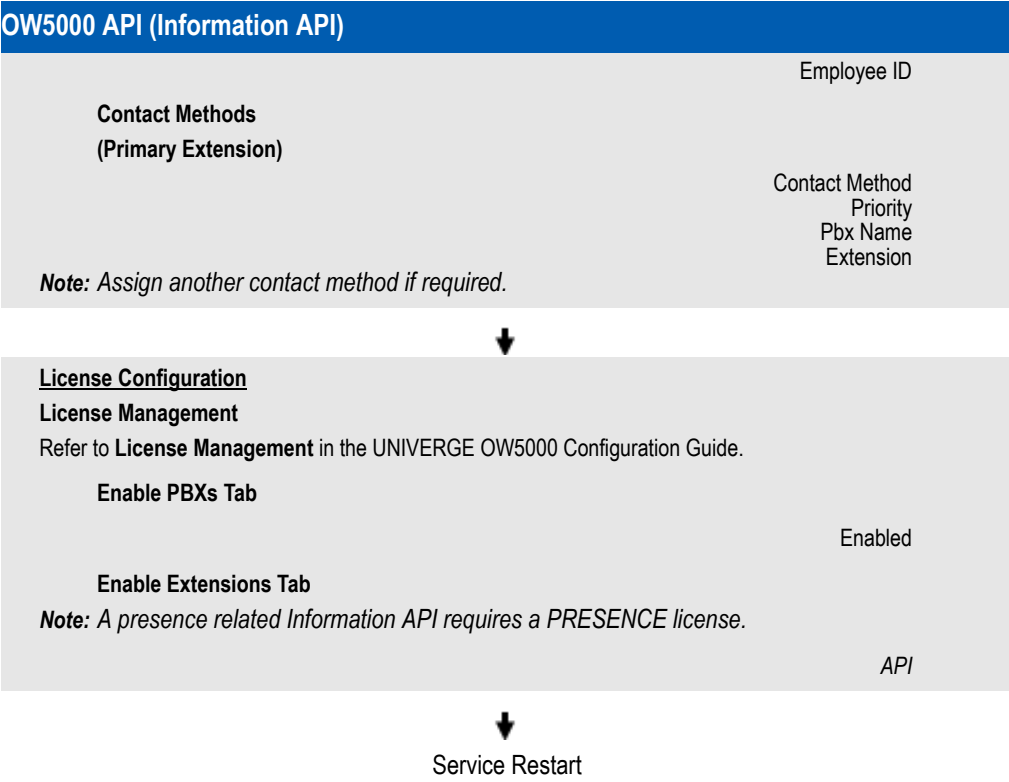 OW5000 API (Information API)
Employee ID
Contact Methods
(Primary Extension)
Contact Method
Priority
Pbx Name
Extension
Note: Assign another contact method if required.
License Configuration
License Management
Refer to License Management in the UNIVERGE OW5000 Configuration Guide.
Enable PBXs Tab
Enabled
Enable Extensions Tab
Note: A presence related Information API requires a PRESENCE license.
API
Service Restart